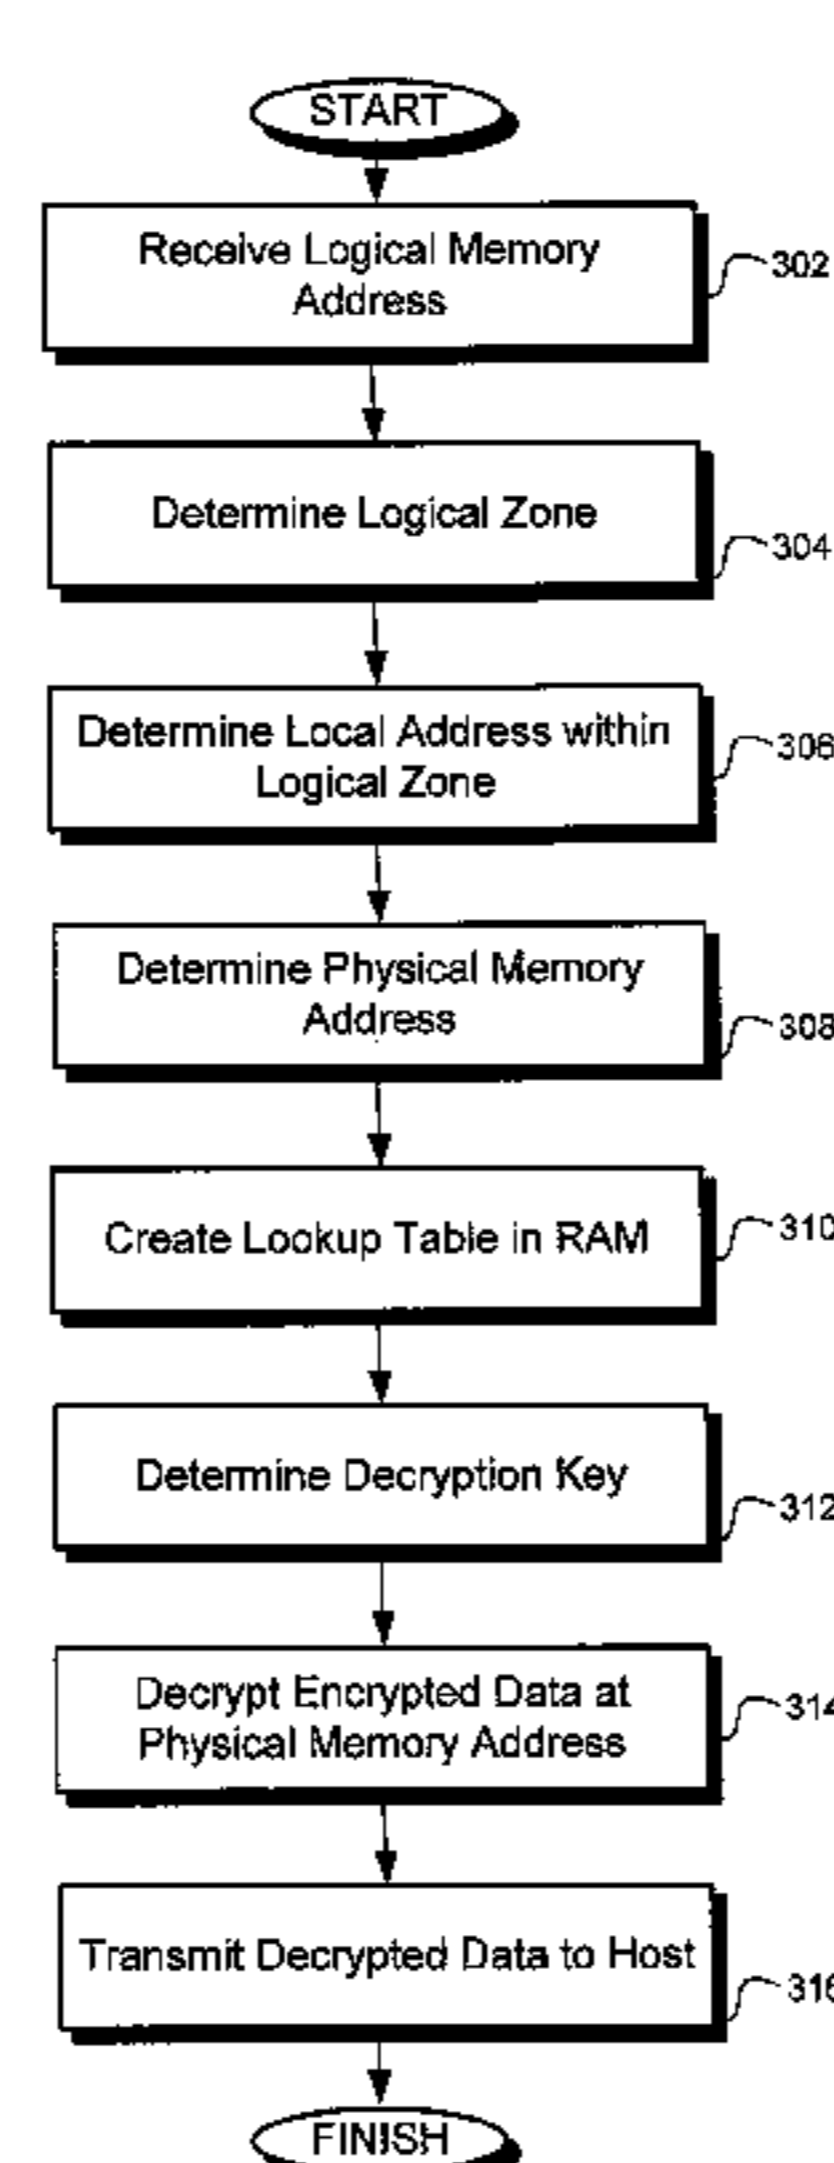 START
Receive Logical Memory
Address
302
Determine Logical Zone
304
Determine Local Address within
Logical Zone
306
Determine Physical Memory
Address
308
Create Lookup Table in RAM
310
Determine Decryption Key
312
Decrypt Encrypted Data at
Physical Memory Address
314
Transmit Decrypted Data to Host
316
FINISH